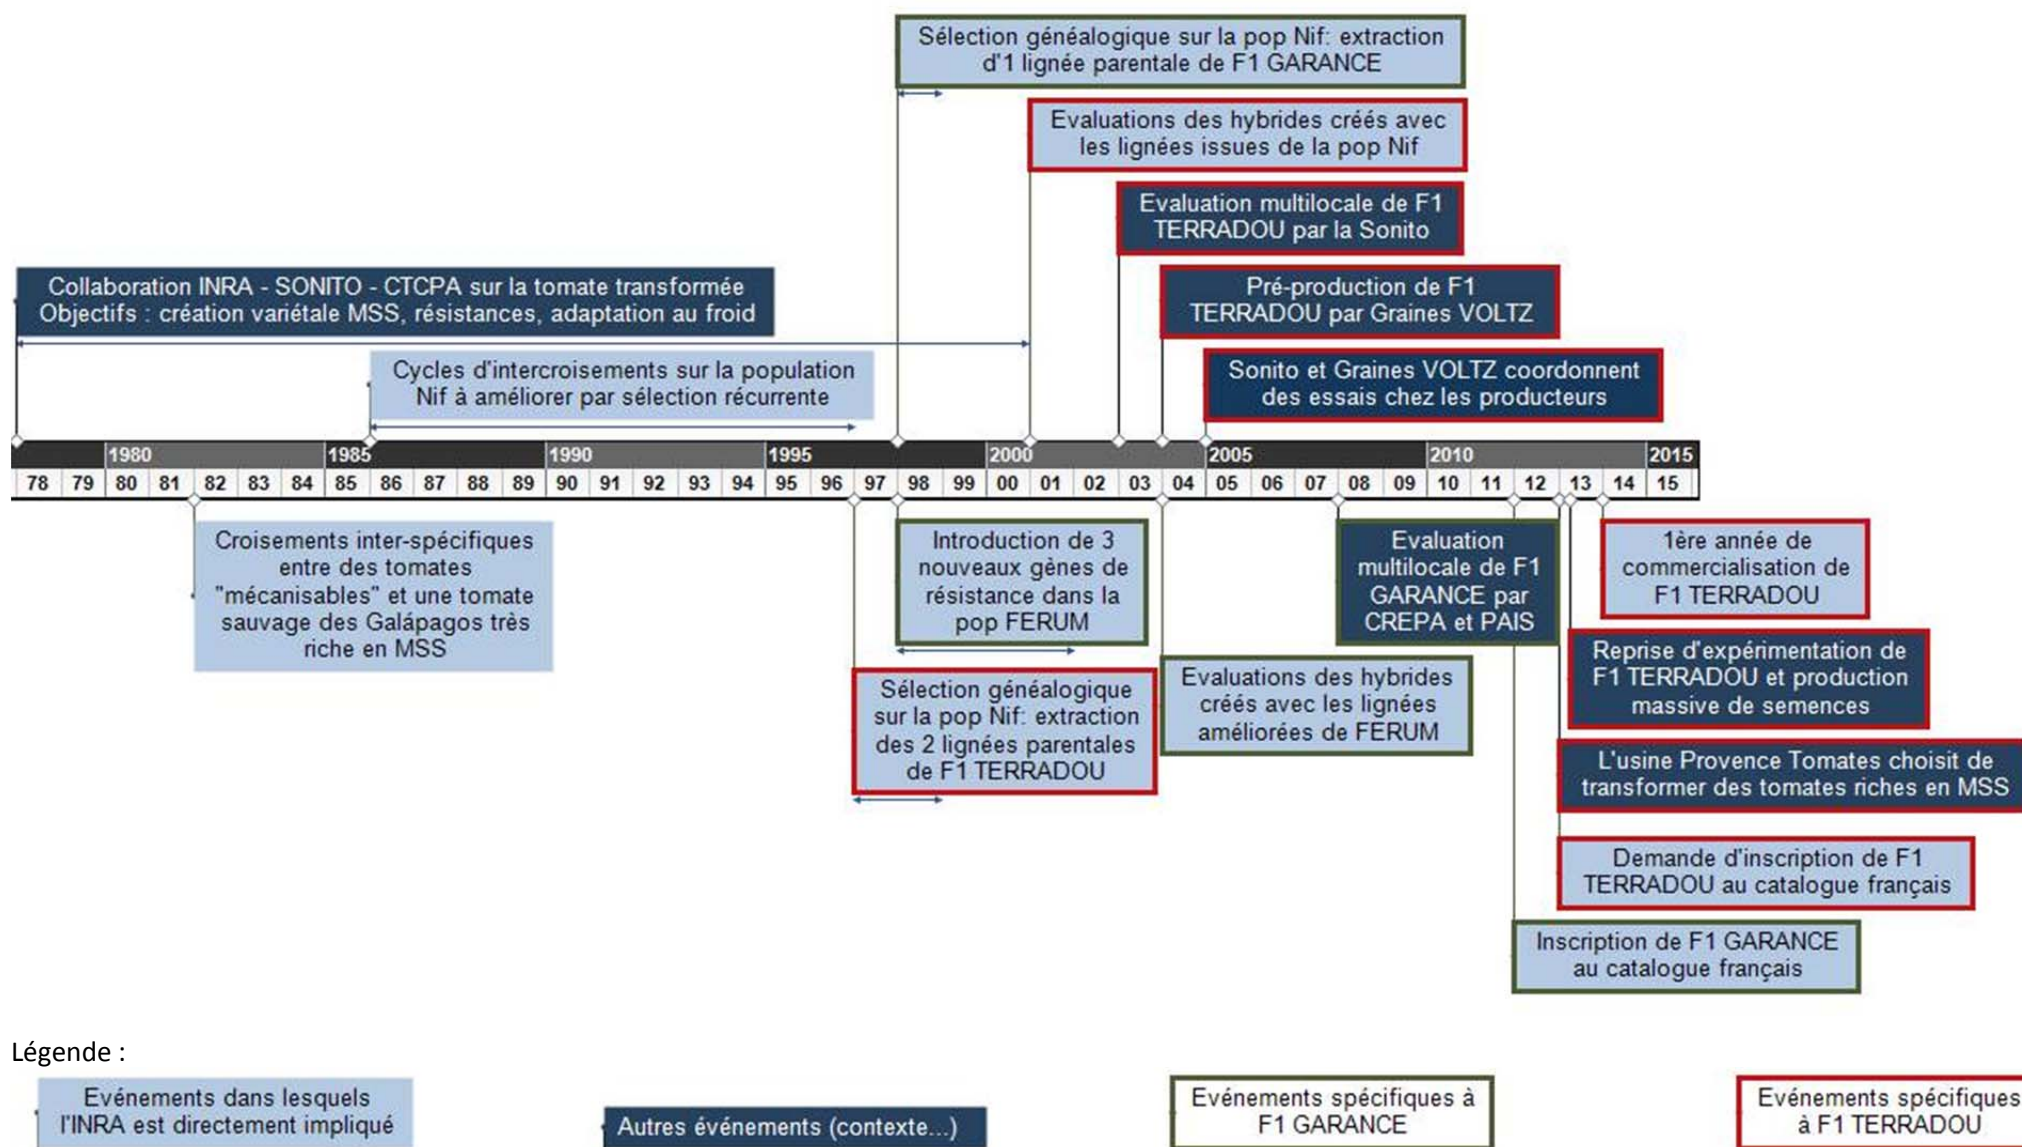 Sélection généalogique sur la pop Nif: extraction
d'1 lignée parentale de F1 GARANCE
Evaluations des hybrides créés avec
les lignées issues de la pop Nif
Evaluation multilocale de F1
TERRADOU par la Sonito
Collaboration INRA - SONITO - CTCPA sur la tomate transformée
Objectifs : création variétale MSS, résistances, adaptation au froid
Pré-production de F1
TERRADOU par Graines VOLTZ
Cycles d'intercroisements sur la population
Nif à améliorer par sélection récurrente
Sonito et Graines VOLTZ coordonnent
des essais chez les producteurs
1980 1985 1990 1995 2000 2005 2010 2015
78 79 80 81 82 83 84 85 86 87 88 89 90 91 92 93 94 95 96 97 98 99 00 01 02 03 04 05 06 07 08 09 10 11 12 13 14 15
Croisements inter-spécifiques
entre des tomates
"mécanisables" et une tomate
sauvage des Galápagos très
riche en MSS
Introduction de 3
nouveaux gènes de
résistance dans la
pop FERUM
Evaluation
multilocale de F1
GARANCE par
CREPA et PAIS
1ère année de
commercialisation de
F1 TERRADOU
Sélection généalogique
sur la pop Nif: extraction
des 2 lignées parentales
de F1 TERRADOU
Evaluations des hybrides
créés avec les lignées
améliorées de FERUM
Reprise d'expérimentation de
F1 TERRADOU et production
massive de semences
L'usine Provence Tomates choisit de
transformer des tomates riches en MSS
Demande d'inscription de F1
TERRADOU au catalogue français
Inscription de F1 GARANCE
au catalogue français
Légende :
Evénements dans lesquels
l'INRA est directement impliqué
Autres événements (contexte...)
Evénements spécifiques à
F1 GARANCE
Evénements spécifiques
à F1 TERRADOU